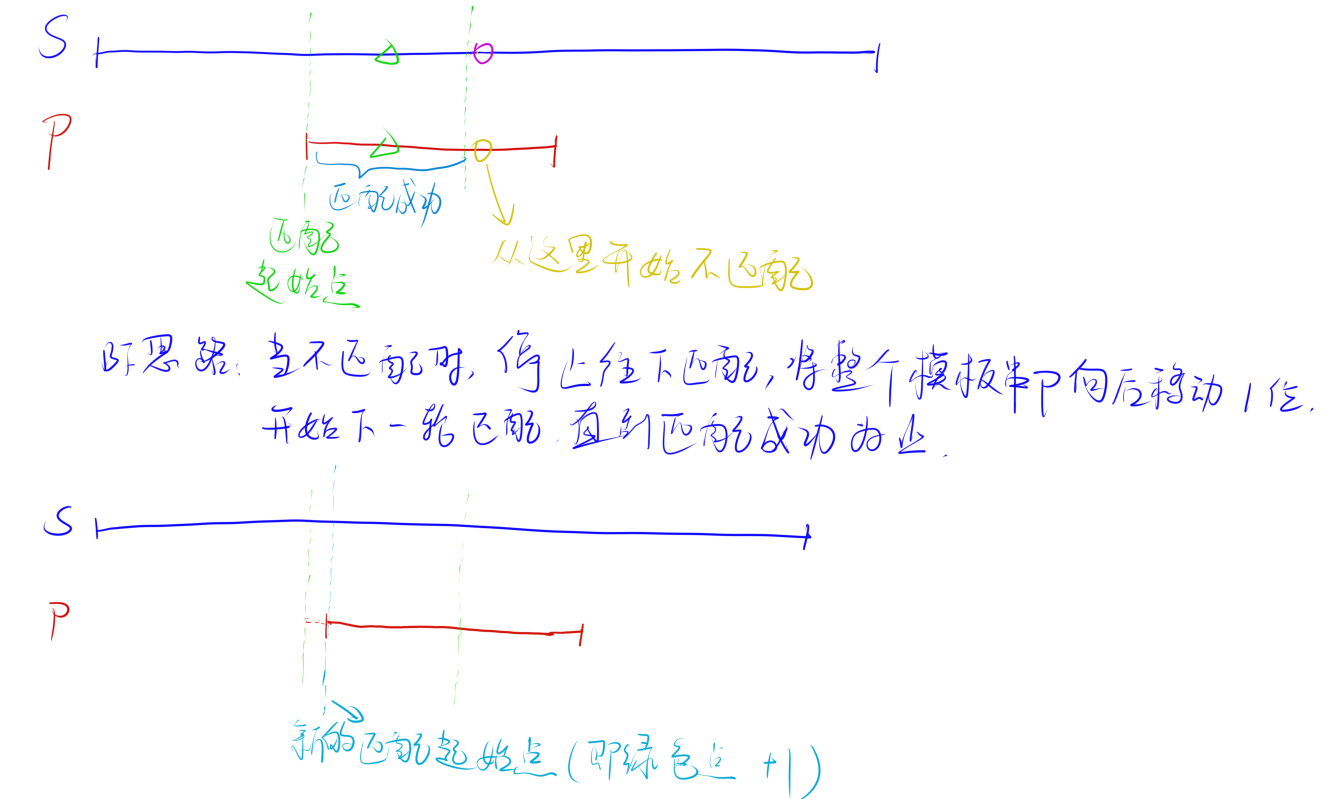 S
P
匹配成功
匹配
起始点
从这里开始不匹配
BF思路: 当不匹配时, 停止往下匹配, 将整个模板串P向后移动1位.
开始下一轮匹配. 直到匹配成功为止.
S
P
新的匹配起始点(即绿色点 +1)